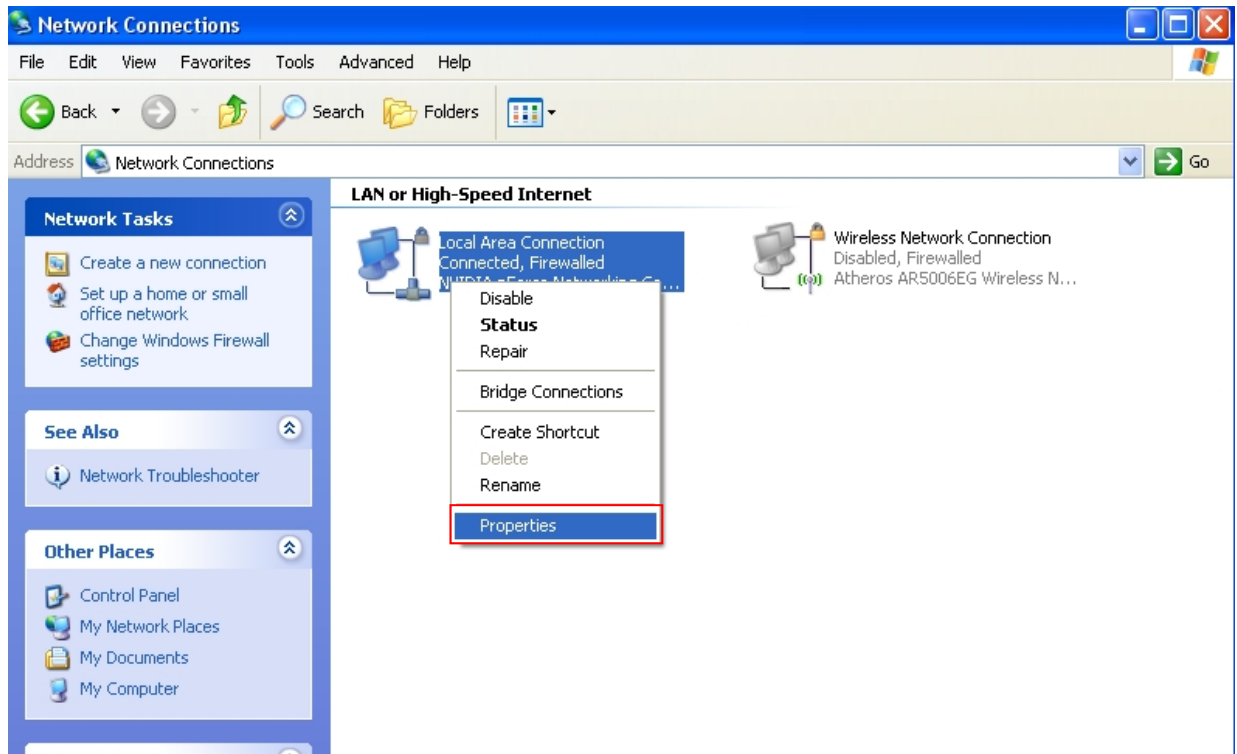 Network Connections
File Edit View Favorites Tools Advanced Help
Back Search Folders
Address Network Connections Go
Network Tasks
Create a new connection
Set up a home or small
office network
Change Windows Firewall
settings
See Also
Network Troubleshooter
Other Places
Control Panel
My Network Places
My Documents
My Computer
LAN or High-Speed Internet
Local Area Connection
Connected, Firewalled
Disable
Status
Repair
Bridge Connections
Create Shortcut
Delete
Rename
Properties
Wireless Network Connection
Disabled, Firewalled
Atheros AR5006EG Wireless N...